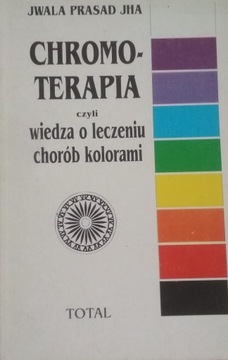 JWALA PRASAD JHA
CHROMO-
TERAPIA
czyli
wiedza o leczeniu
chorób kolorami
TOTAL